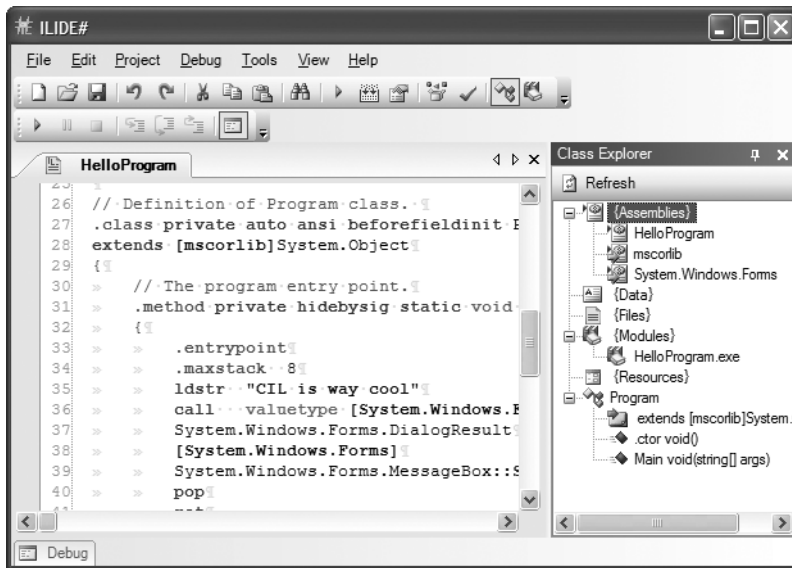 ILIDE#
File Edit Project Debug Tools View Help
HelloProgram
26 // Definition of Program class.
27 .class private auto ansi beforefieldinit
28 extends [mscorlib]System.Object
29 {
30 // The program entry point.
31 .method private hidebysig static void
32 {
33 .entrypoint
34 .maxstack 8
35 ldstr "CIL is way cool"
36 call valuetype [System.Windows.F
37 System.Windows.Forms.DialogResult
38 [System.Windows.Forms]
39 System.Windows.Forms.MessageBox::S
40 pop
Debug
Class Explorer
Refresh
{Assemblies}
HelloProgram
mscorlib
System.Windows.Forms
{Data}
{Files}
{Modules}
HelloProgram.exe
{Resources}
Program
extends [mscorlib]System.
.ctor void()
Main void(string[] args)